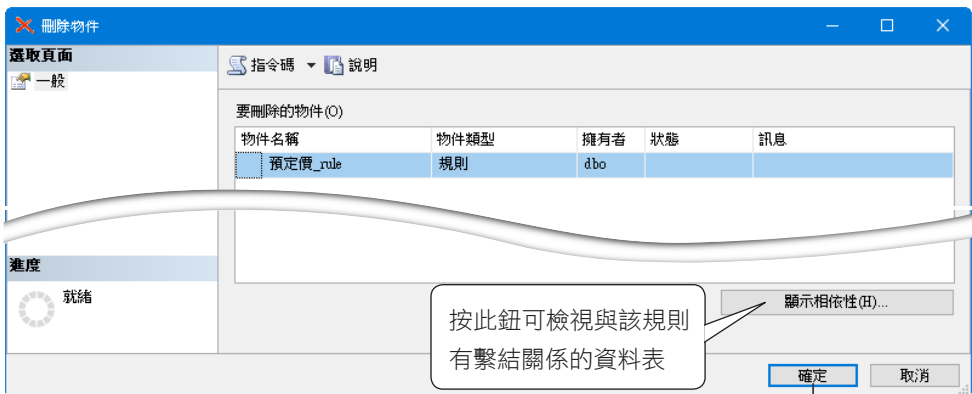 刪除物件
選取頁面
一般
指令碼 說明
要刪除的物件(O)
物件名稱 物件類型 擁有者 狀態 訊息
預定價_rule 規則 dbo
進度
就緒
顯示相依性(H)...
按此鈕可檢視與該規則
有繫結關係的資料表
確定 取消